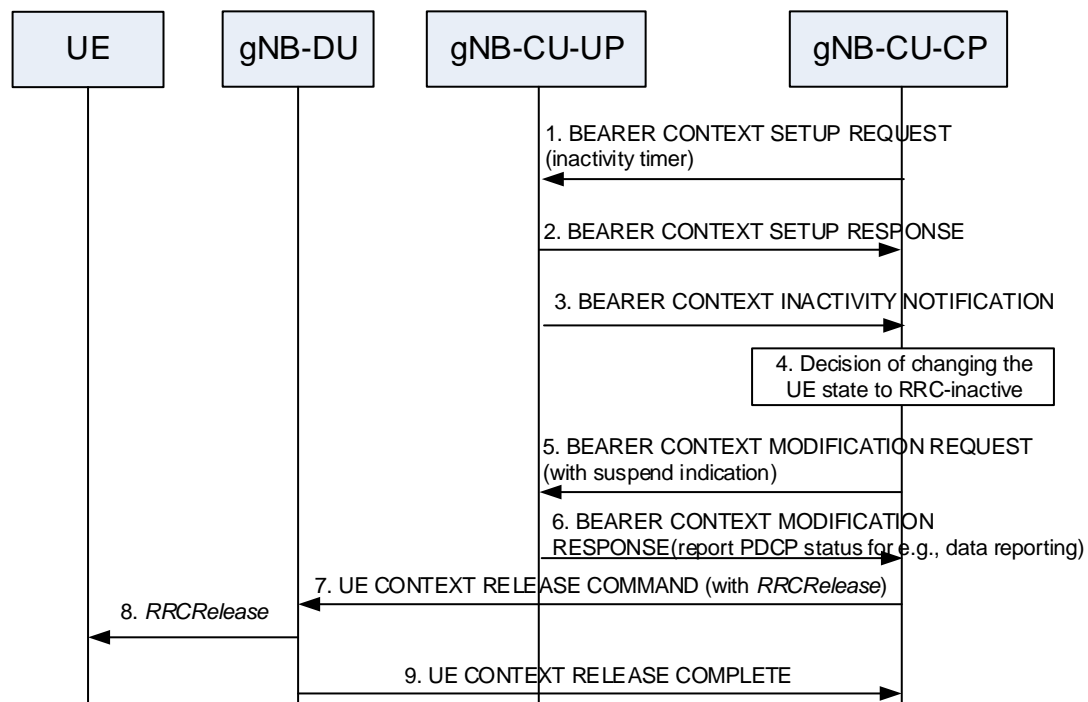 UE
gNB-DU
gNB-CU-UP
gNB-CU-CP
1. BEARER CONTEXT SETUP REQUEST
(inactivity timer)
2. BEARER CONTEXT SETUP RESPONSE
3. BEARER CONTEXT INACTIVITY NOTIFICATION
4. Decision of changing the
UE state to RRC-inactive
5. BEARER CONTEXT MODIFICATION REQUEST
(with suspend indication)
6. BEARER CONTEXT MODIFICATION
RESPONSE(report PDCP status for e.g., data reporting)
7. UE CONTEXT RELEASE COMMAND (with RRCRelease)
8. RRCRelease
9. UE CONTEXT RELEASE COMPLETE